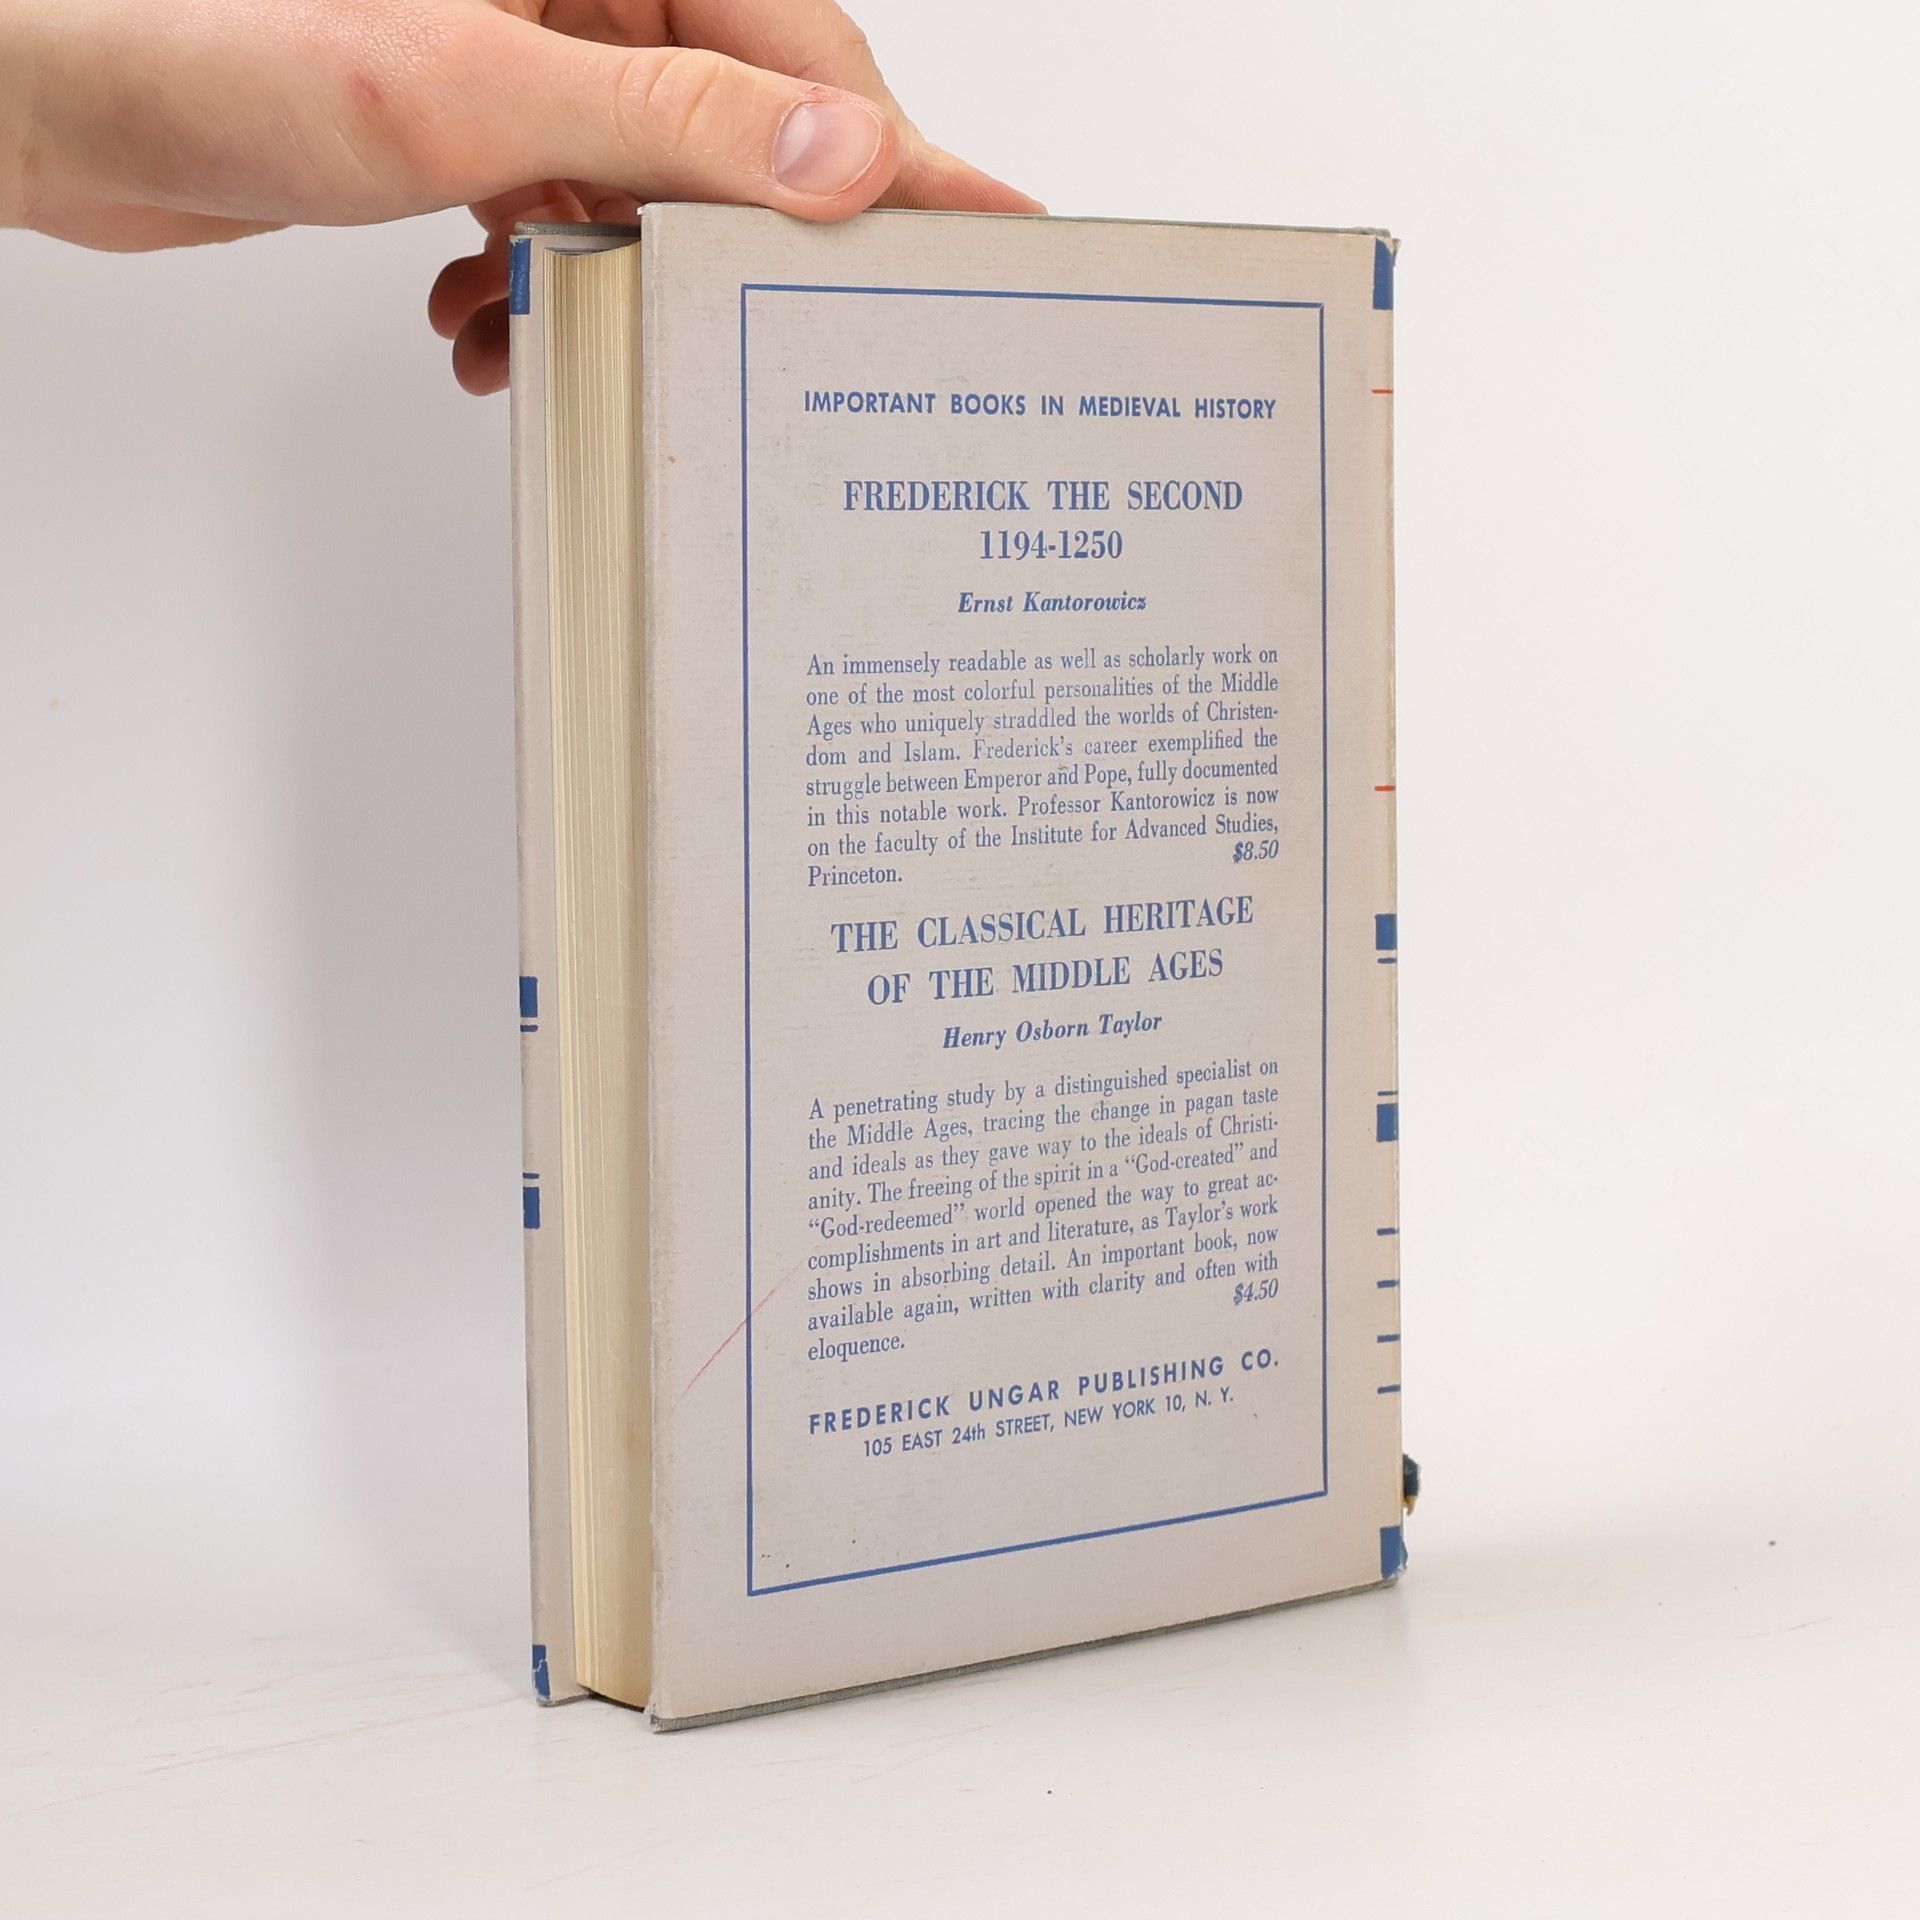 IMPORTANT BOOKS IN MEDIEVAL HISTORY
FREDERICK THE SECOND
1194-1250
Ernst Kantorowicz
An immensely readable as well as scholarly work on
one of the most colorful personalities of the Middle
Ages who uniquely straddled the worlds of Christen-
dom and Islam. Frederick's career exemplified the
struggle between Emperor and Pope, fully documented
in this notable work. Professor Kantorowicz is now
on the faculty of the Institute for Advanced Studies,
Princeton. $8.50
THE CLASSICAL HERITAGE
OF THE MIDDLE AGES
Henry Osborn Taylor
A penetrating study by a distinguished specialist on
the Middle Ages, tracing the change in pagan taste
and ideals as they gave way to the ideals of Christi-
anity. The freeing of the spirit in a "God-created" and
"God-redeemed" world opened the way to great ac-
complishments in art and literature, as Taylor's work
shows in absorbing detail. An important book, now
available again, written with clarity and often with
eloquence. $4.50
FREDERICK UNGAR PUBLISHING CO.
105 EAST 24th STREET, NEW YORK 10, N. Y.